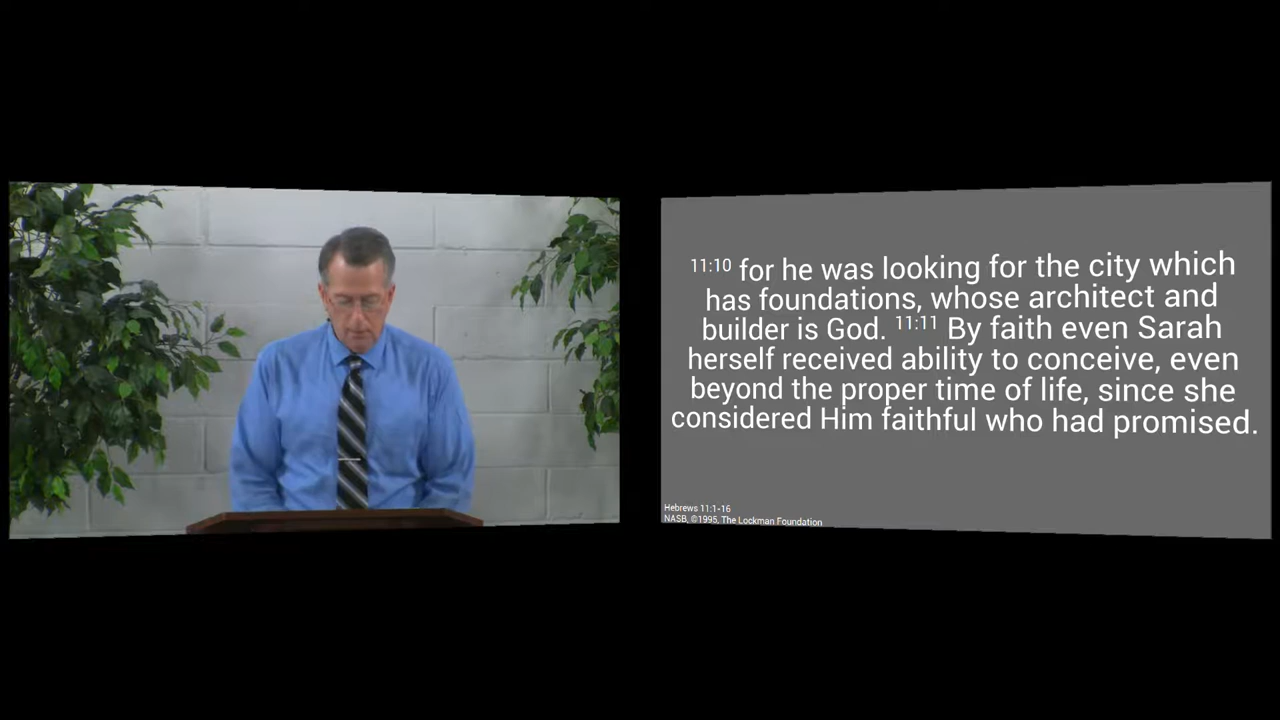 11:10 for he was looking for the city which
has foundations, whose architect and
builder is God. 11:11 By faith even Sarah
herself received ability to conceive, even
beyond the proper time of life, since she
considered Him faithful who had promised.
Hebrews 11:1-16
NASB, ©1995, The Lockman Foundation